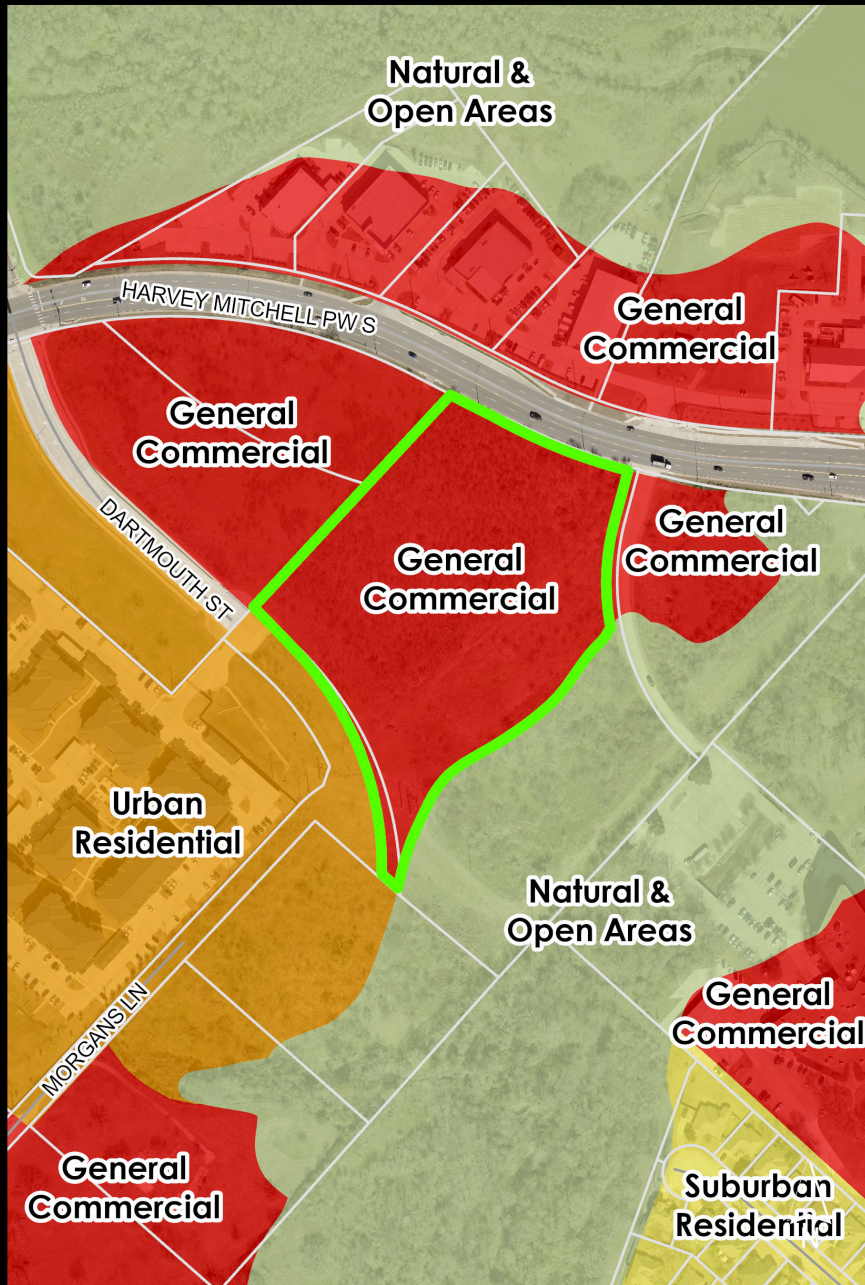 Natural &
Open Areas
HARVEY MITCHELL PW S
General
Commercial
General
Commercial
General
Commercial
DARTMOUTH ST
General
Commercial
Urban
Residential
Natural &
Open Areas
General
Commercial
MORGANS LN
General
Commercial
Suburban
Residential